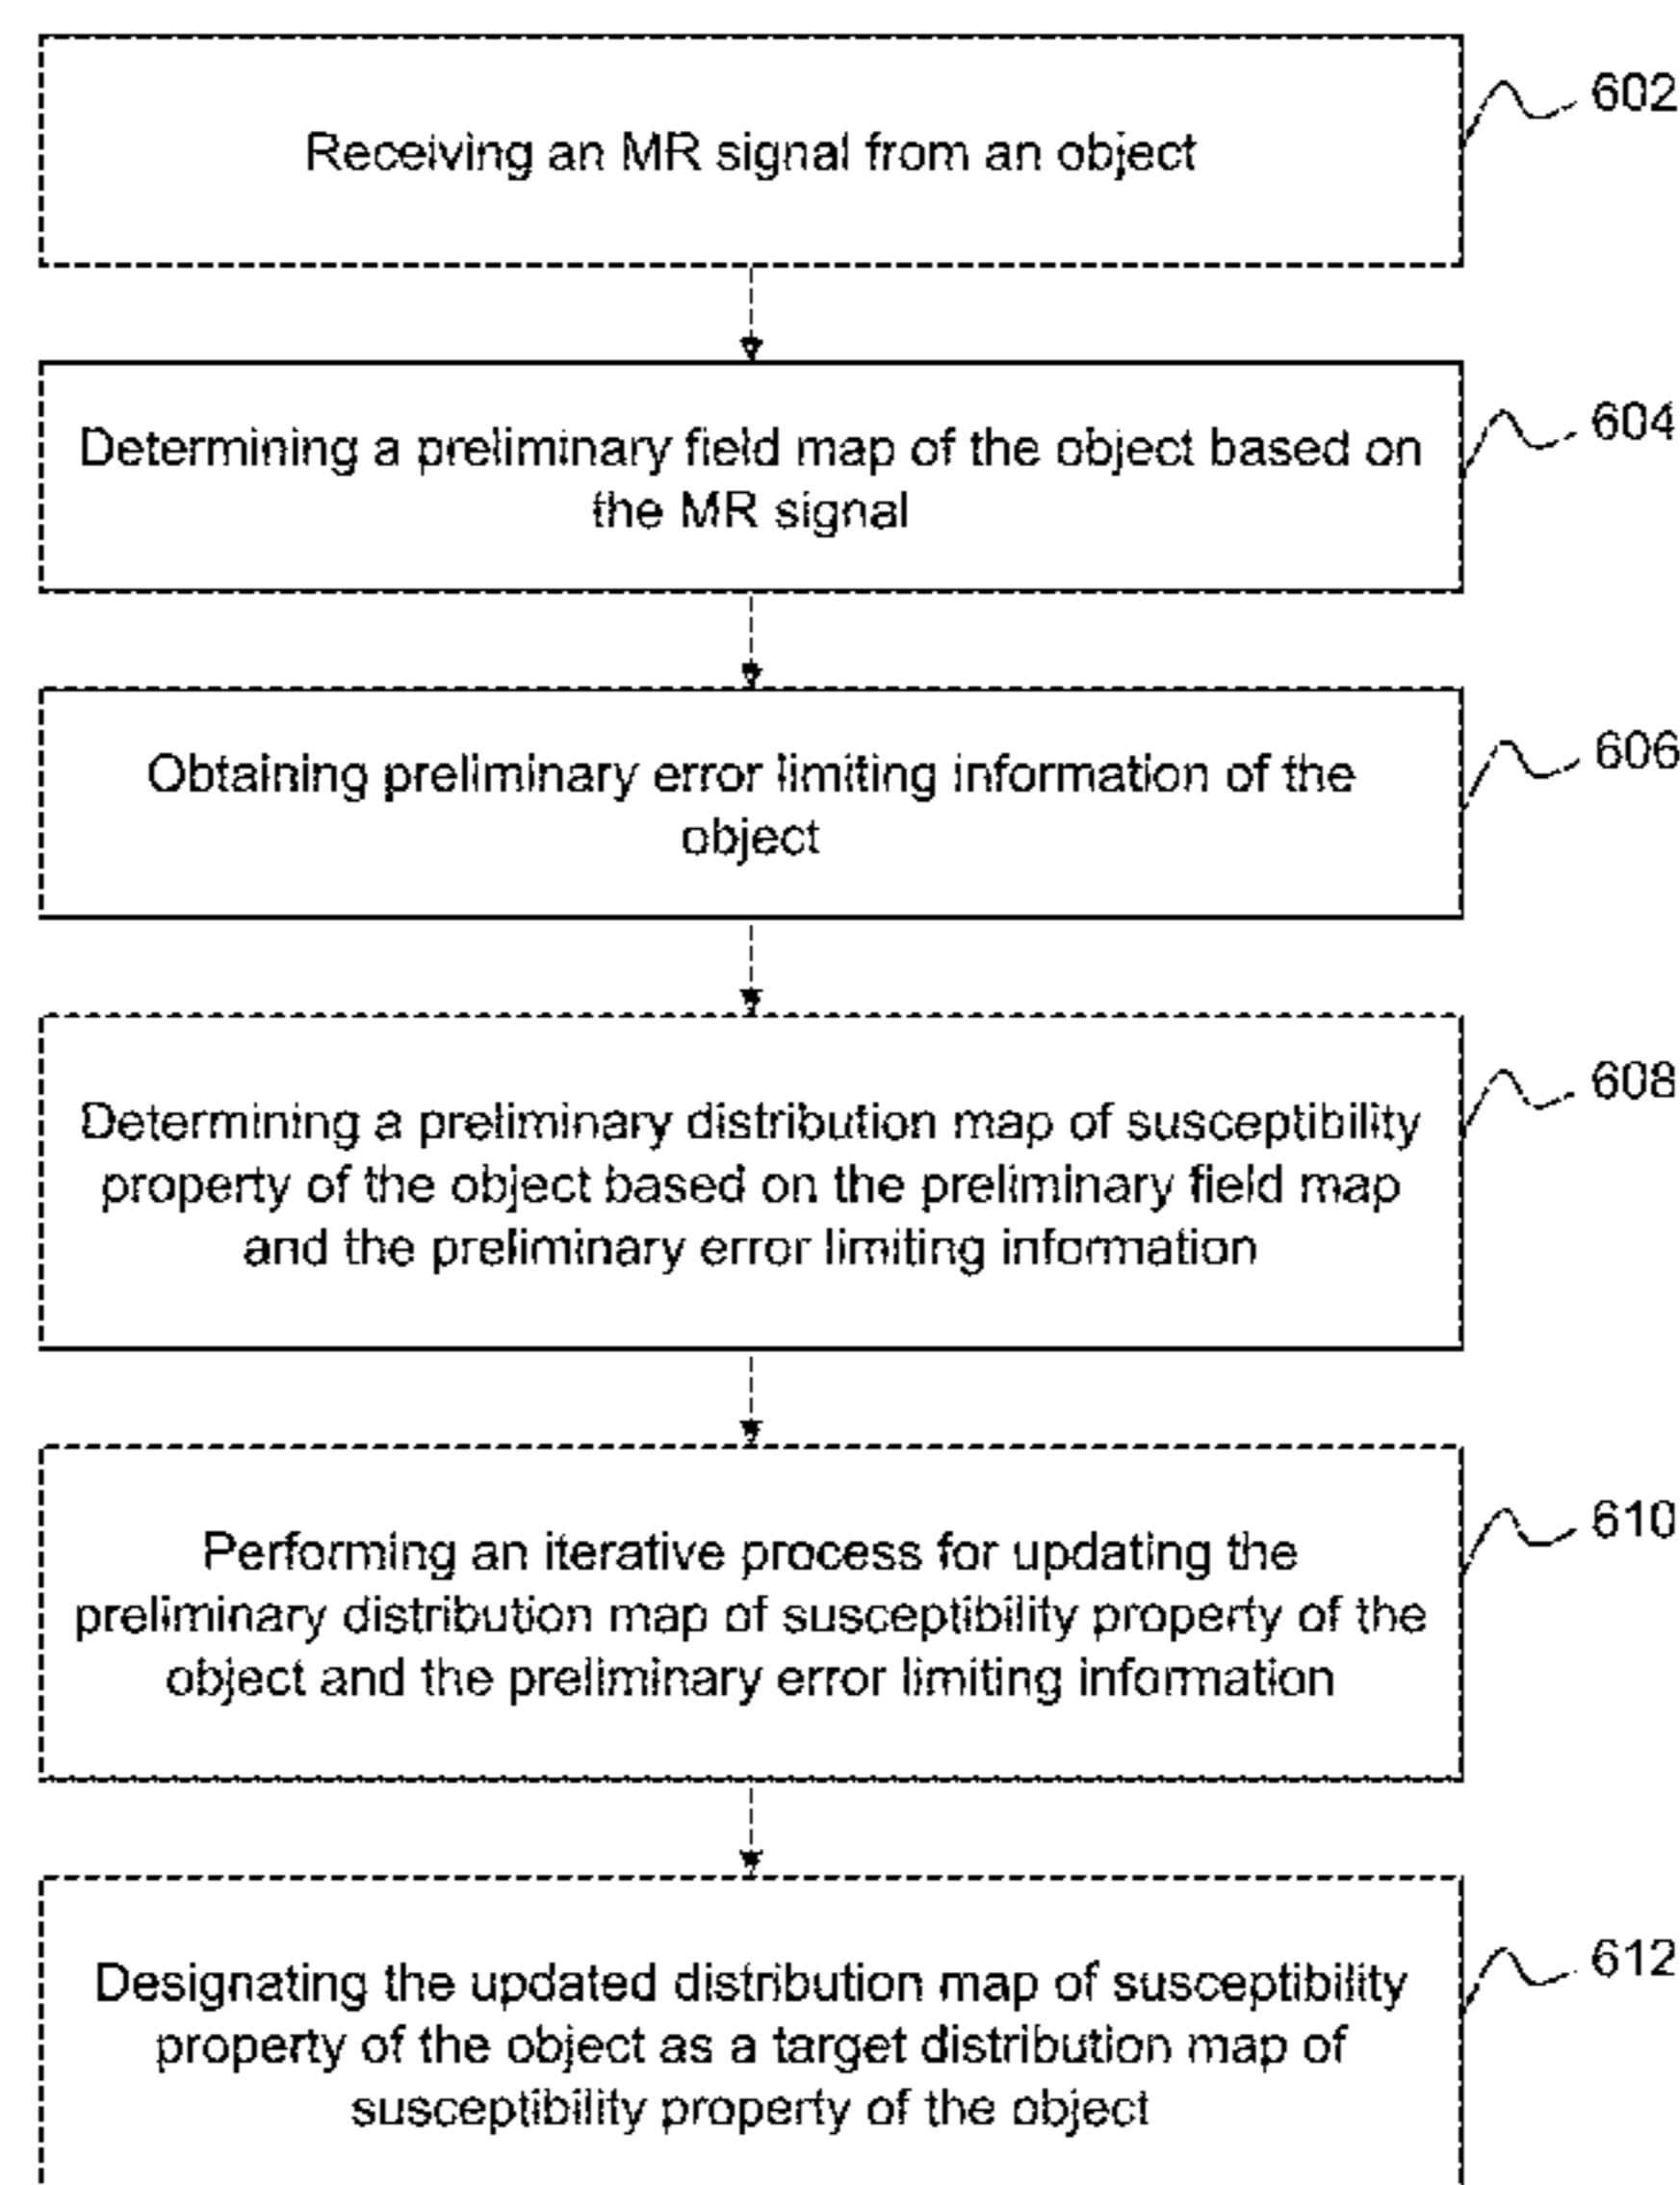 Receiving an MR signal from an object
602
Determining a preliminary field map of the object based on
the MR signal
604
Obtaining preliminary error limiting information of the
object
606
Determining a preliminary distribution map of susceptibility
property of the object based on the preliminary field map
and the preliminary error limiting information
608
Performing an iterative process for updating the
preliminary distribution map of susceptibility property of the
object and the preliminary error limiting information
610
Designating the updated distribution map of susceptibility
property of the object as a target distribution map of
susceptibility property of the object
612